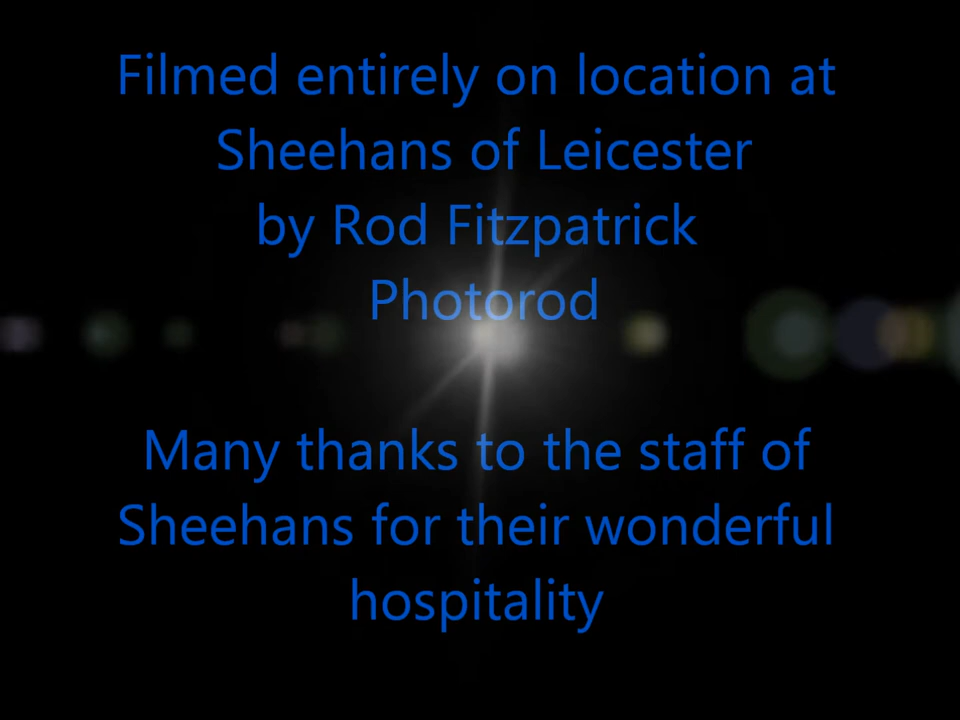 Filmed entirely on location at
Sheehans of Leicester
by Rod Fitzpatrick
Photorod
Many thanks to the staff of
Sheehans for their wonderful
hospitality